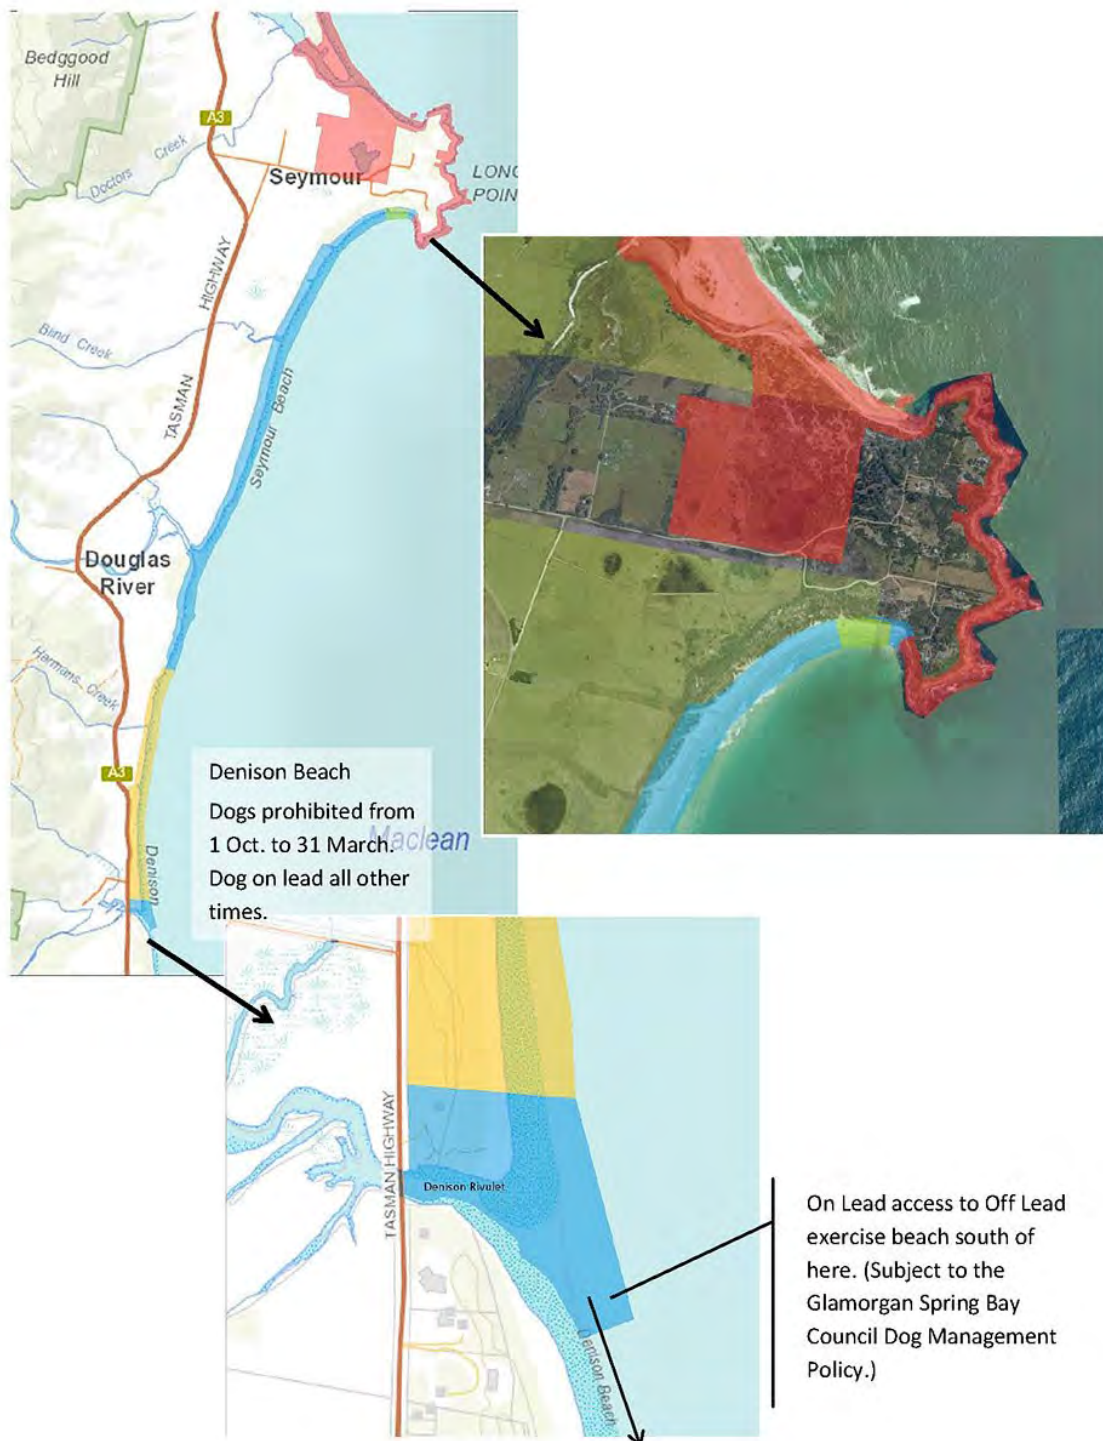 Bedggood
Hill
A3
Doctors Creek
Seymour
LONG
POIN
HIGHWAY
TASMAN
Blind Creek
Seymour Beach
Douglas
River
Harmans Creek
A3
Denison
Maclean
Denison Beach
Dogs prohibited from
1 Oct. to 31 March.
Dog on lead all other
times.
TASMAN HIGHWAY
Denison Rivulet
Denison Beach
On Lead access to Off Lead
exercise beach south of
here. (Subject to the
Glamorgan Spring Bay
Council Dog Management
Policy.)